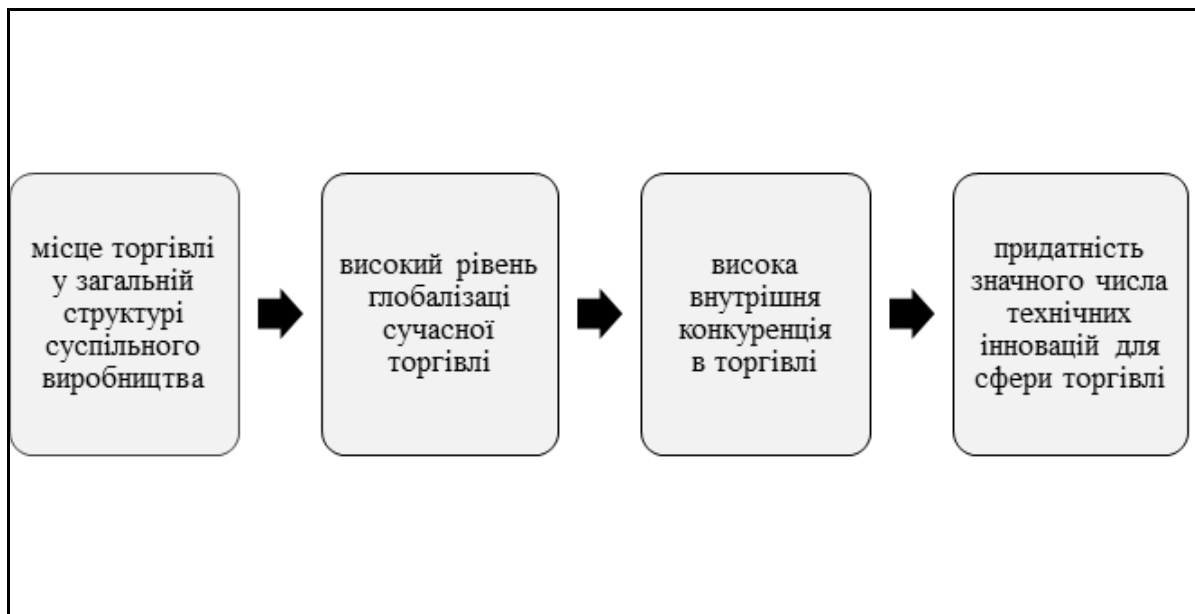 місце торгівлі
у загальній
структурі
суспільного
виробництва
високий рівень
глобалізаці
сучасної
торгівлі
висока
внутрішня
конкуренція
в торгівлі
придатність
значного числа
технічних
інновацій для
сфери торгівлі